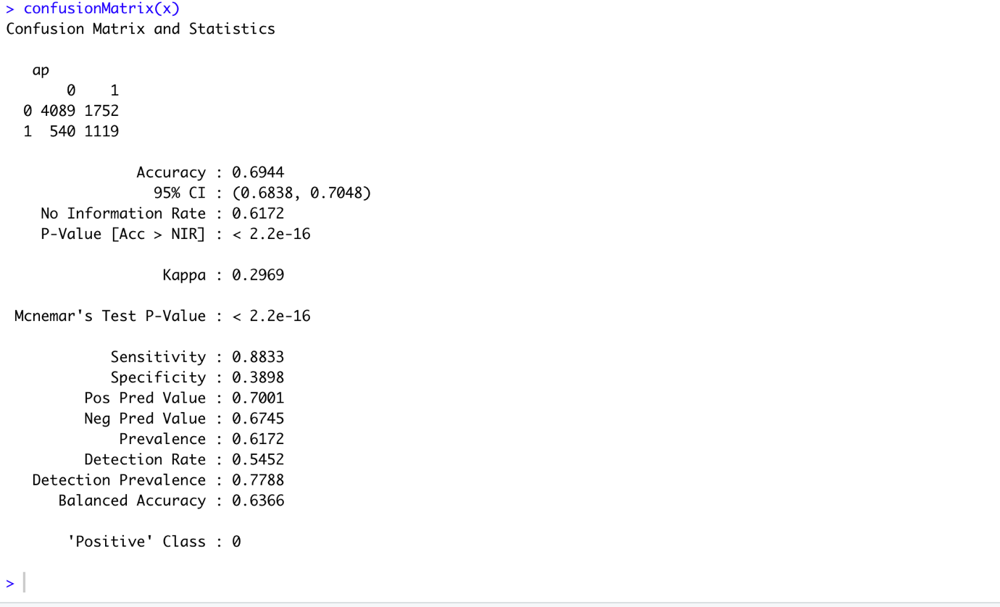 > confusionMatrix(x)
Confusion Matrix and Statistics
ap
0 1
0 4089 1752
1 540 1119
Accuracy : 0.6944
95% CI : (0.6838, 0.7048)
No Information Rate : 0.6172
P-Value [Acc > NIR] : < 2.2e-16
Kappa : 0.2969
Mcnemar's Test P-Value : < 2.2e-16
Sensitivity : 0.8833
Specificity : 0.3898
Pos Pred Value : 0.7001
Neg Pred Value : 0.6745
Prevalence : 0.6172
Detection Rate : 0.5452
Detection Prevalence : 0.7788
Balanced Accuracy : 0.6366
'Positive' Class : 0
>